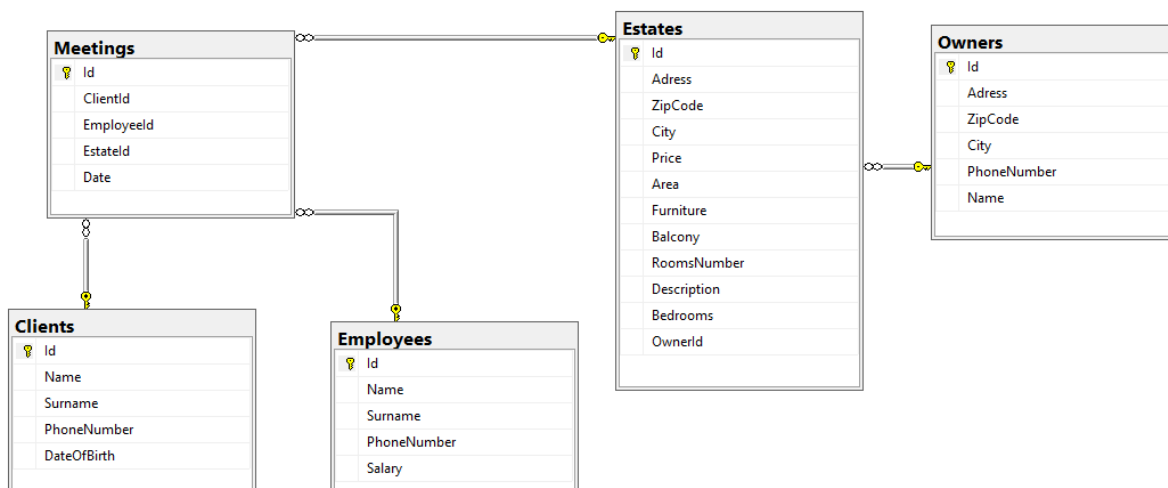 Meetings
Id
ClientId
EmployeeId
EstateId
Date
Estates
Id
Adress
ZipCode
City
Price
Area
Furniture
Balcony
RoomsNumber
Description
Bedrooms
OwnerId
Owners
Id
Adress
ZipCode
City
PhoneNumber
Name
Clients
Id
Name
Surname
PhoneNumber
DateOfBirth
Employees
Id
Name
Surname
PhoneNumber
Salary